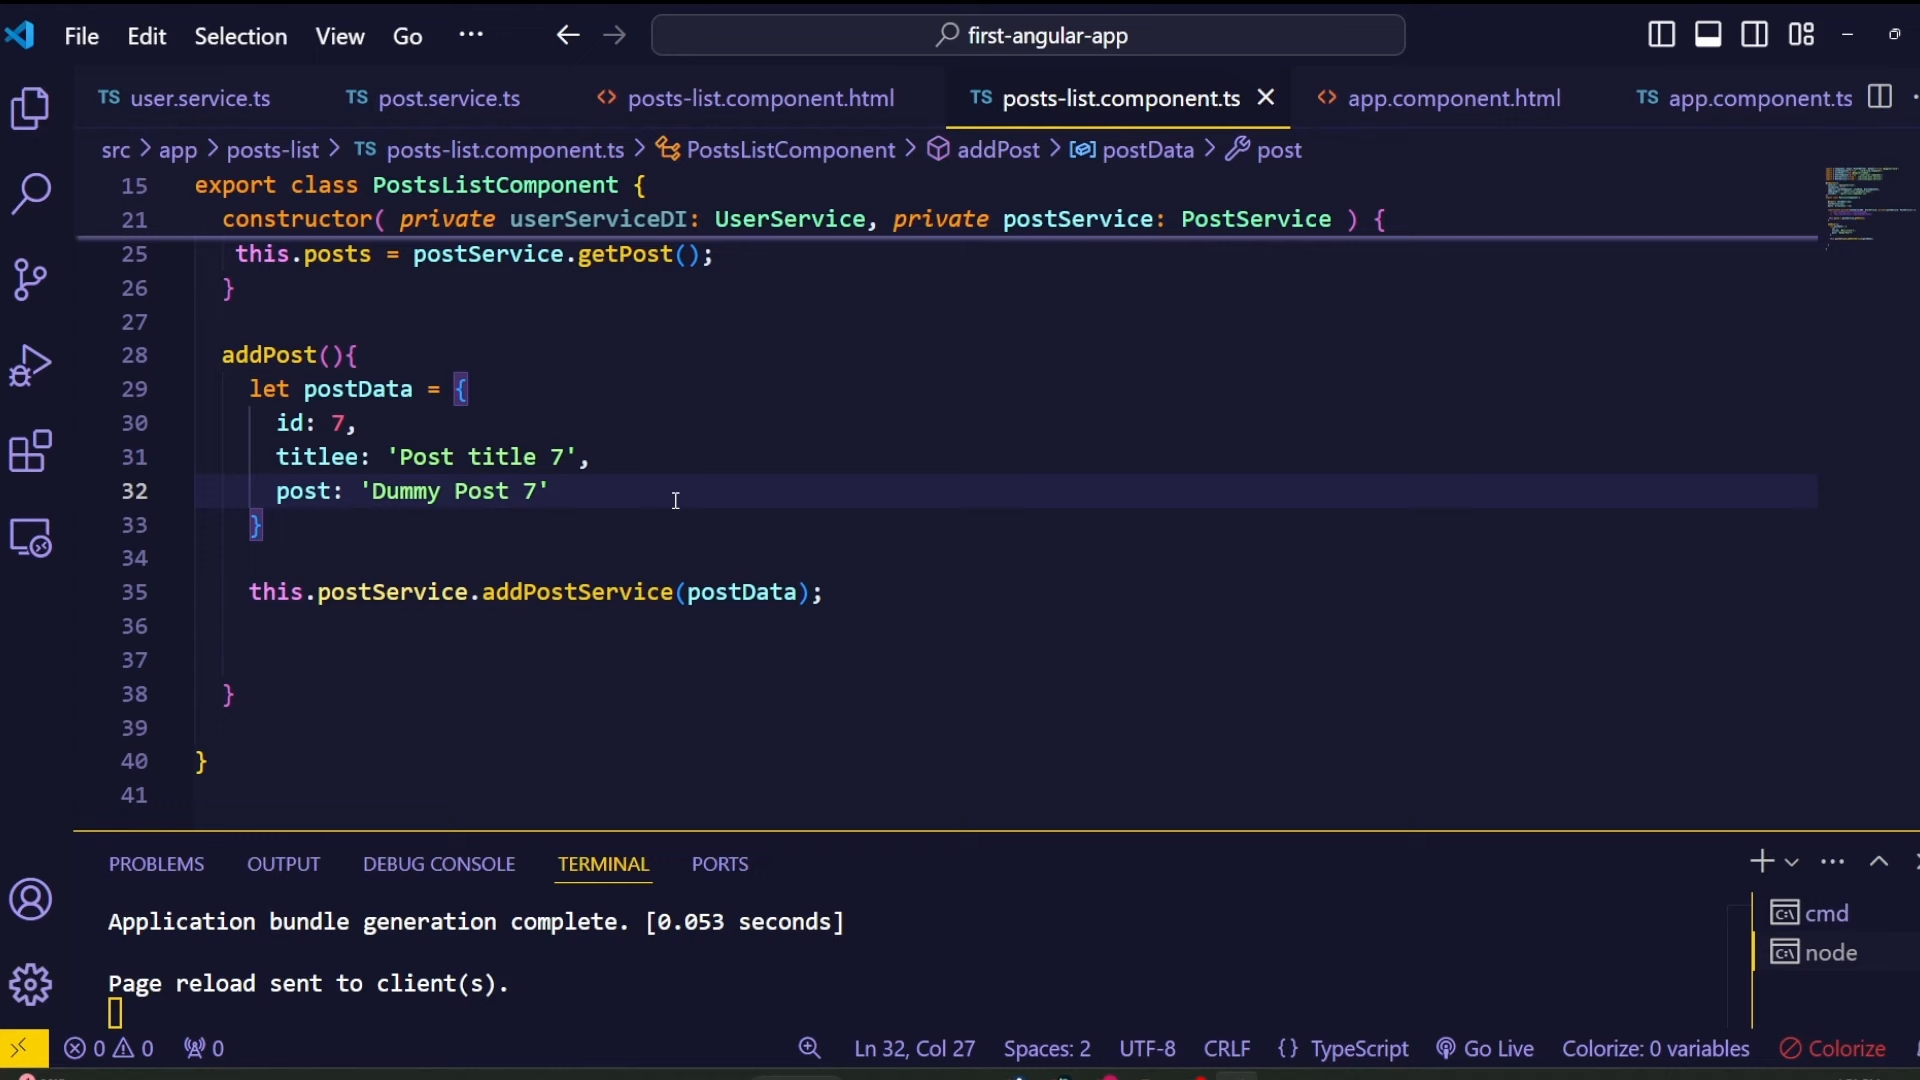 File Edit Selection View Go ··· first-angular-app
TS user.service.ts TS post.service.ts <> posts-list.component.html TS posts-list.component.ts <> app.component.html TS app.component.ts
src > app > posts-list > TS posts-list.component.ts > PostsListComponent > addPost > postData > post
15 export class PostsListComponent {
21 constructor( private userServiceDI: UserService, private postService: PostService ) {
25 this.posts = postService.getPost();
26 }
27
28 addPost(){
29 let postData = {
30 id: 7,
31 titlee: 'Post title 7',
32 post: 'Dummy Post 7'
33 }
34
35 this.postService.addPostService(postData);
36
37
38 }
39
40 }
41
PROBLEMS OUTPUT DEBUG CONSOLE TERMINAL PORTS
Application bundle generation complete. [0.053 seconds]
cmd
node
Page reload sent to client(s).
0 0 0 Ln 32, Col 27 Spaces: 2 UTF-8 CRLF {} TypeScript Go Live Colorize: 0 variables Colorize